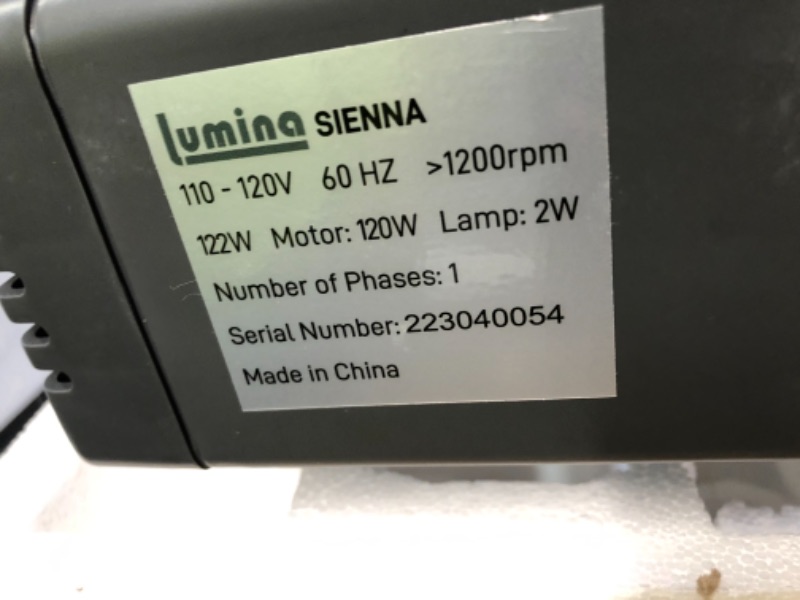 Lumina SIENNA
110 - 120V 60 HZ >1200rpm
122W Motor: 120W Lamp: 2W
Number of Phases: 1
Serial Number: 223040054
Made in China